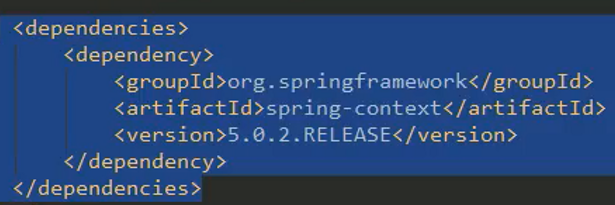 <dependencies>
<dependency>
<groupId>org.springframework</groupId>
<artifactId>spring-context</artifactId>
<version>5.0.2.RELEASE</version>
</dependency>
</dependencies>